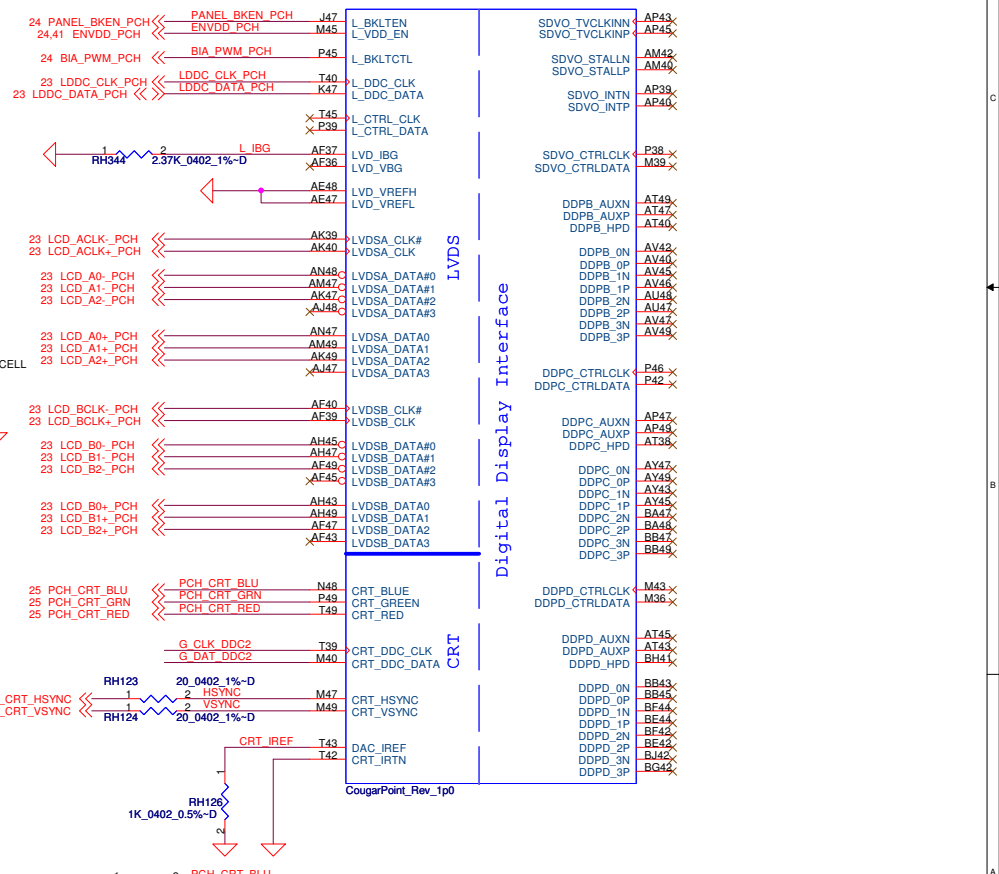 24 PANEL_BKEN_PCH PANEL_BKEN_PCH J47 L_BKLTEN SDVO_TVCLKINN AP43
24,41 ENVDD_PCH ENVDD_PCH M45 L_VDD_EN SDVO_TVCLKINP AP45
24 BIA_PWM_PCH BIA_PWM_PCH P45 L_BKLTCTL SDVO_STALLN AM42
SDVO_STALLP AM40
23 LDDC_CLK_PCH LDDC_CLK_PCH T40 L_DDC_CLK
23 LDDC_DATA_PCH LDDC_DATA_PCH K47 L_DDC_DATA SDVO_INTN AP39
SDVO_INTP AP40
C
T45 L_CTRL_CLK
P39 L_CTRL_DATA
RH344 1 2 2.37K_0402_1%~D L_IBG AF37 LVD_IBG SDVO_CTRLCLK P38
AF36 LVD_VBG SDVO_CTRLDATA M39
AE48 LVD_VREFH
AE47 LVD_VREFL DDPB_AUXN AT49
DDPB_AUXP AT47
DDPB_HPD AT40
23 LCD_ACLK-_PCH AK39 LVDSA_CLK#
23 LCD_ACLK+_PCH AK40 LVDSA_CLK DDPB_0N AV42
LVDS
DDPB_0P AV40
23 LCD_A0-_PCH AN48 LVDSA_DATA#0 DDPB_1N AV45
23 LCD_A1-_PCH AM47 LVDSA_DATA#1 DDPB_1P AV46
23 LCD_A2-_PCH AK47 LVDSA_DATA#2 DDPB_2N AU48
AJ48 LVDSA_DATA#3 DDPB_2P AU47
DDPB_3N AV47
23 LCD_A0+_PCH AN47 LVDSA_DATA0 DDPB_3P AV49
23 LCD_A1+_PCH AM49 LVDSA_DATA1
23 LCD_A2+_PCH AK49 LVDSA_DATA2
CELL
AJ47 LVDSA_DATA3 DDPC_CTRLCLK P46
DDPC_CTRLDATA P42
Digital Display Interface
23 LCD_BCLK-_PCH AF40 LVDSB_CLK#
23 LCD_BCLK+_PCH AF39 LVDSB_CLK DDPC_AUXN AP47
DDPC_AUXP AP49
23 LCD_B0-_PCH AH45 LVDSB_DATA#0 DDPC_HPD AT38
23 LCD_B1-_PCH AH47 LVDSB_DATA#1
23 LCD_B2-_PCH AF49 LVDSB_DATA#2 DDPC_0N AY47
AF45 LVDSB_DATA#3 DDPC_0P AY49
B
DDPC_1N AY43
23 LCD_B0+_PCH AH43 LVDSB_DATA0 DDPC_1P AY45
23 LCD_B1+_PCH AH49 LVDSB_DATA1 DDPC_2N BA47
23 LCD_B2+_PCH AF47 LVDSB_DATA2 DDPC_2P BA48
AF43 LVDSB_DATA3 DDPC_3N BB47
DDPC_3P BB49
25 PCH_CRT_BLU PCH_CRT_BLU N48 CRT_BLUE DDPD_CTRLCLK M43
25 PCH_CRT_GRN PCH_CRT_GRN P49 CRT_GREEN DDPD_CTRLDATA M36
25 PCH_CRT_RED PCH_CRT_RED T49 CRT_RED
CRT
DDPD_AUXN AT45
G_CLK_DDC2 T39 CRT_DDC_CLK DDPD_AUXP AT43
G_DAT_DDC2 M40 CRT_DDC_DATA DDPD_HPD BH41
RH123 20_0402_1%~D DDPD_0N BB43
_CRT_HSYNC 1 2 HSYNC M47 CRT_HSYNC DDPD_0P BB45
_CRT_VSYNC 1 2 VSYNC M49 CRT_VSYNC DDPD_1N BF44
RH124 20_0402_1%~D DDPD_1P BE44
DDPD_2N BF42
CRT_IREF T43 DAC_IREF DDPD_2P BE42
T42 CRT_IRTN DDPD_3N BJ42
DDPD_3P BG42
1
CougarPoint_Rev_1p0
RH126
1K_0402_0.5%~D
2
A
PCH_CRT_BLU